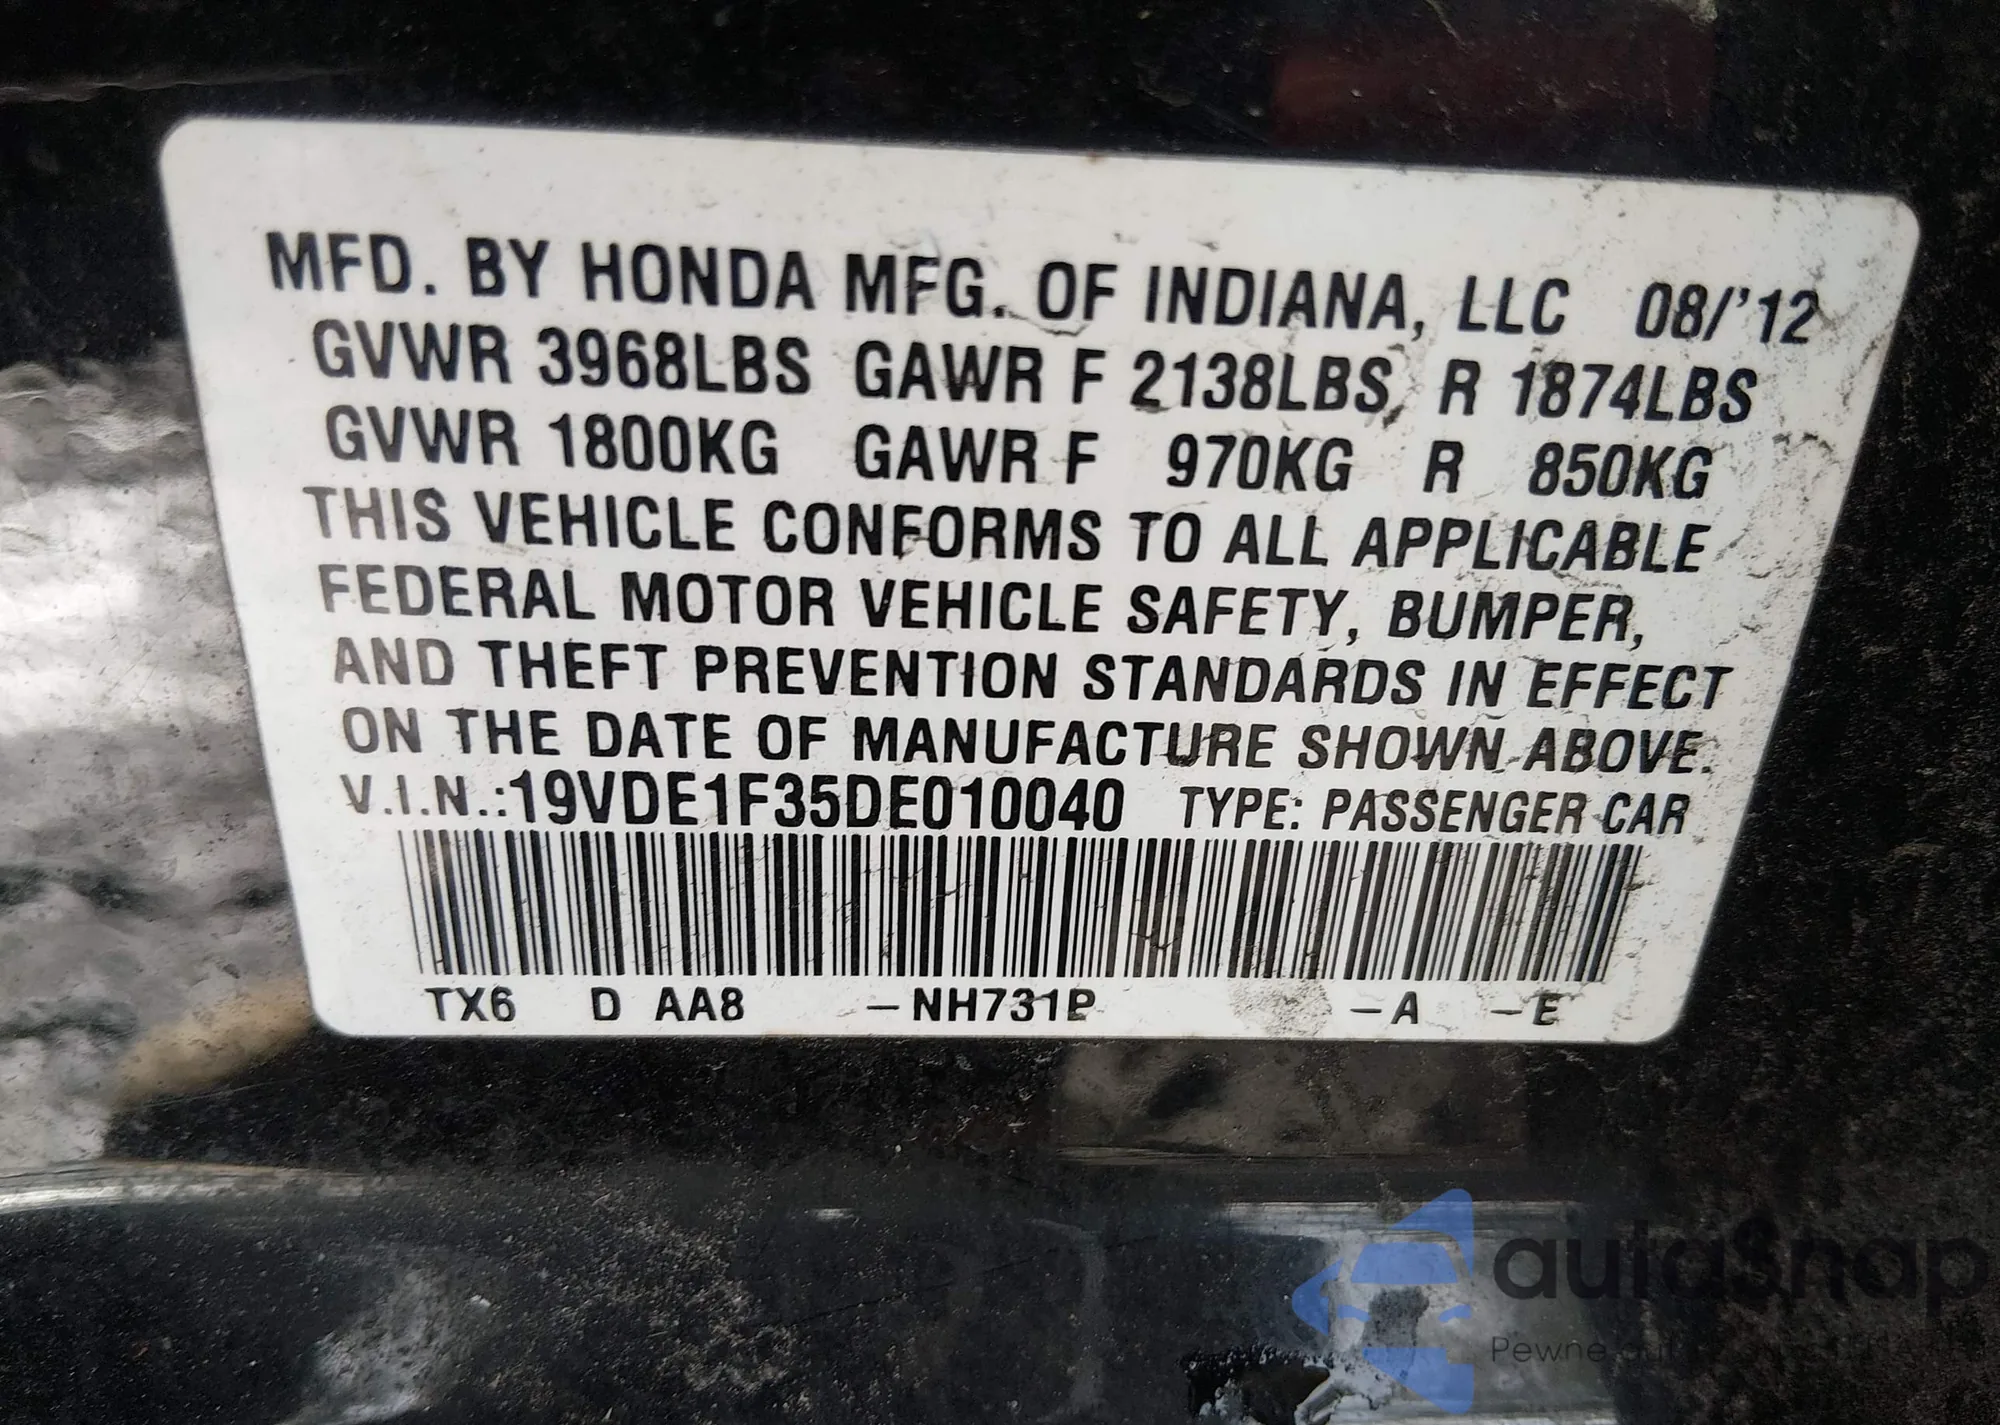 MFD. BY HONDA MFG. OF INDIANA, LLC 08/'12
GVWR 3968LBS GAWR F 2138LBS R 1874LBS
GVWR 1800KG GAWR F 970KG R 850KG
THIS VEHICLE CONFORMS TO ALL APPLICABLE
FEDERAL MOTOR VEHICLE SAFETY, BUMPER,
AND THEFT PREVENTION STANDARDS IN EFFECT
ON THE DATE OF MANUFACTURE SHOWN ABOVE.
V.I.N.:19VDE1F35DE010040 TYPE: PASSENGER CAR
TX6 D AA8 -NH731P -A -E
autaSnap
Pewne